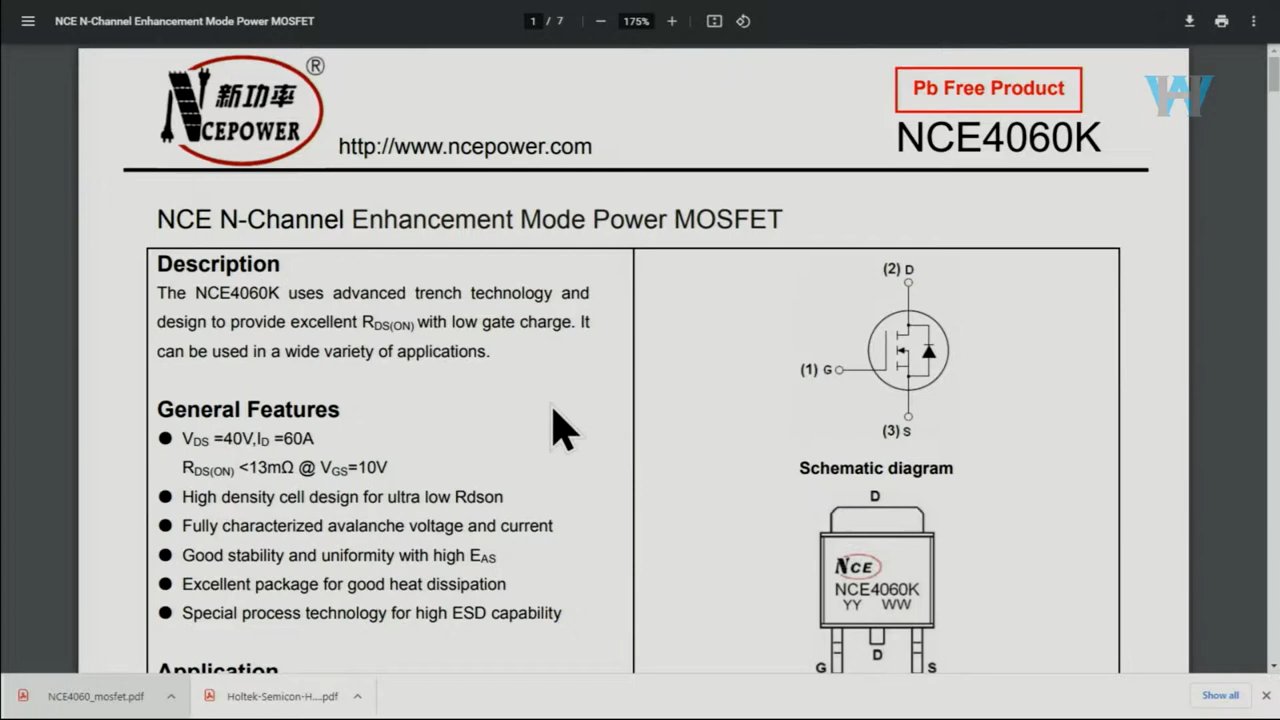 NCE N-Channel Enhancement Mode Power MOSFET
1 / 7
175%
新功率
NCEPOWER
®
http://www.ncepower.com
Pb Free Product
NCE4060K
NCE N-Channel Enhancement Mode Power MOSFET
Description
The NCE4060K uses advanced trench technology and
design to provide excellent RDS(ON) with low gate charge. It
can be used in a wide variety of applications.
General Features
● VDS =40V,ID =60A
RDS(ON) <13mΩ @ VGS=10V
● High density cell design for ultra low Rdson
● Fully characterized avalanche voltage and current
● Good stability and uniformity with high EAS
● Excellent package for good heat dissipation
● Special process technology for high ESD capability
Application
(2) D
(1) G
(3) S
Schematic diagram
D
NCE
NCE4060K
YY WW
G D S
NCE4060_mosfet.pdf
Holtek-Semicon-H....pdf
Show all